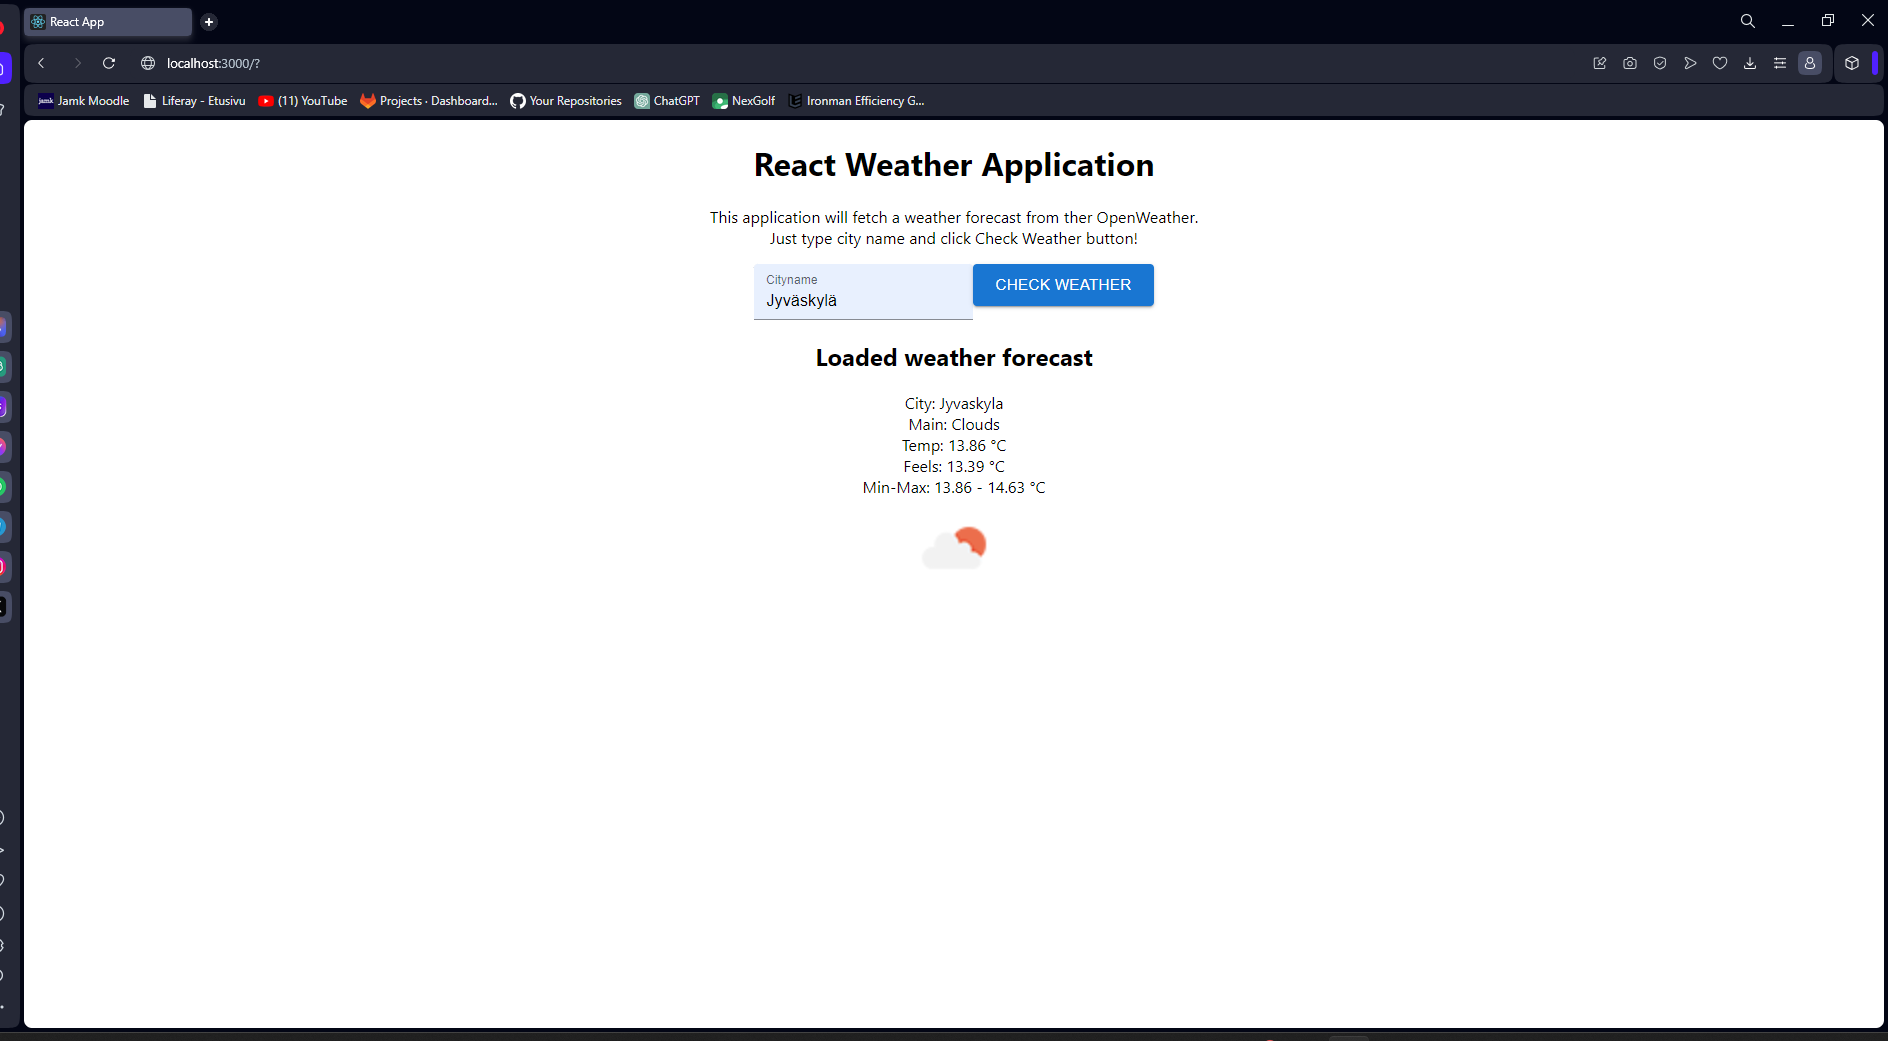 React App
localhost:3000/?
jamk Jamk Moodle Liferay - Etusivu (11) YouTube Projects · Dashboard... Your Repositories ChatGPT NexGolf Ironman Efficiency G...
React Weather Application
This application will fetch a weather forecast from ther OpenWeather.
Just type city name and click Check Weather button!
Cityname
Jyväskylä
CHECK WEATHER
Loaded weather forecast
City: Jyvaskyla
Main: Clouds
Temp: 13.86 °C
Feels: 13.39 °C
Min-Max: 13.86 - 14.63 °C